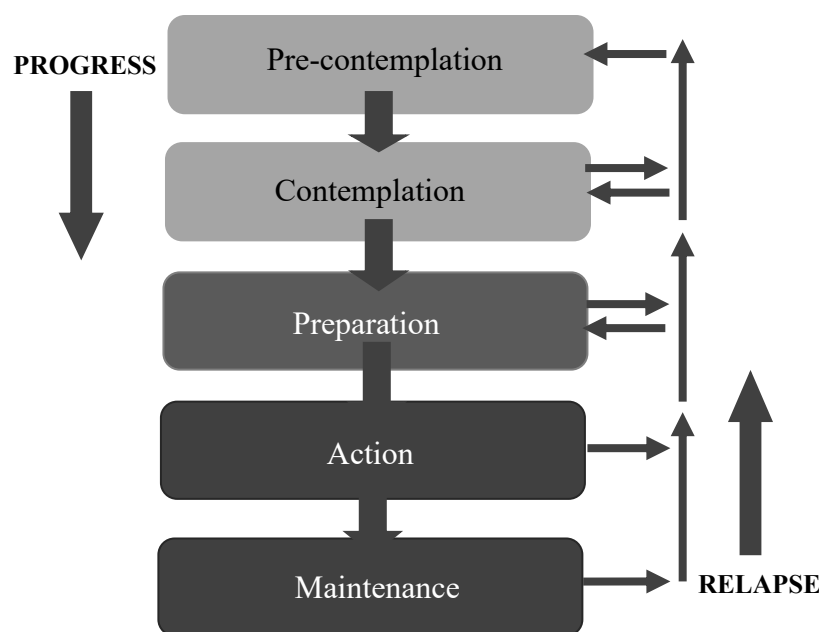 PROGRESS
Pre-contemplation
Contemplation
Preparation
Action
Maintenance
RELAPSE